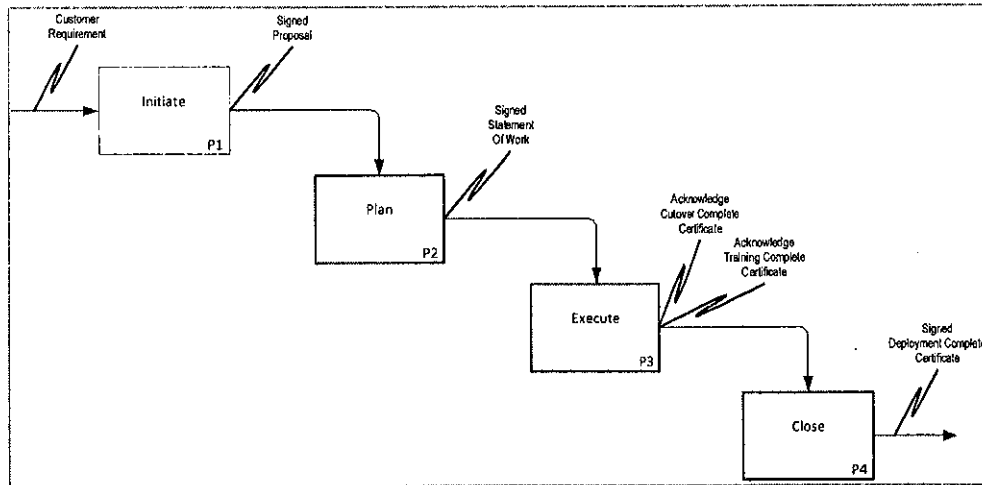 Customer
Requirement
Signed
Proposal
Initiate
P1
Signed
Statement
Of Work
Plan
P2
Acknowledge
Cutover Complete
Certificate
Acknowledge
Training Complete
Certificate
Execute
P3
Signed
Deployment Complete
Certificate
Close
P4